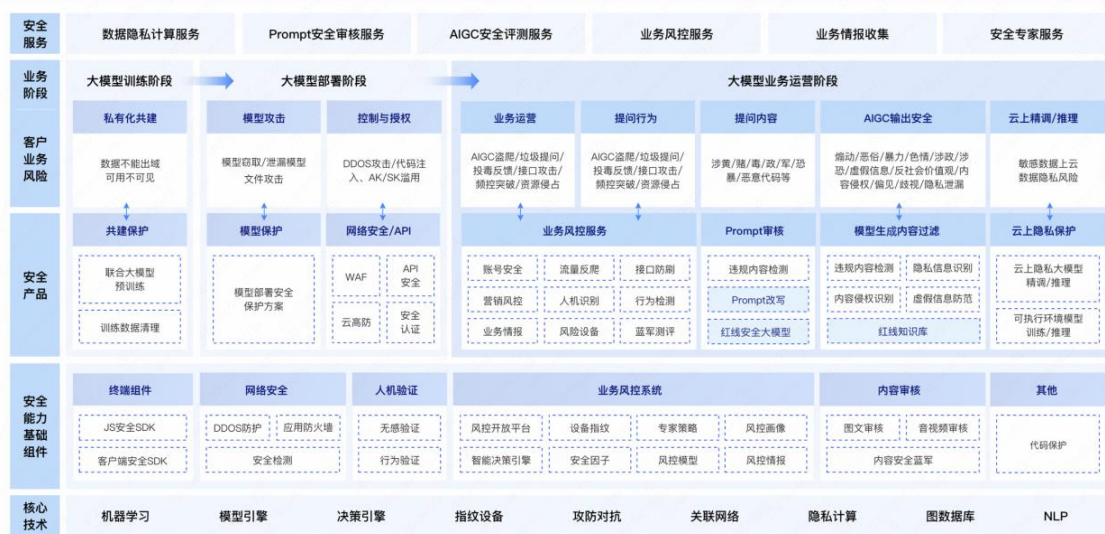 安全
服务
数据隐私计算服务
Prompt安全审核服务
AIGC安全评测服务
业务风控服务
业务情报收集
安全专家服务
业务
阶段
大模型训练阶段
大模型部署阶段
大模型业务运营阶段
客户
业务
风险
私有化共建
数据不能出域
可用不可见
模型攻击
模型窃取/泄漏模型
文件攻击
控制与授权
DDOS攻击/代码注
入、AK/SK滥用
业务运营
AIGC盗爬/垃圾提问/
投毒反馈/接口攻击/
频控突破/资源侵占
提问行为
AIGC盗爬/垃圾提问/
投毒反馈/接口攻击/
频控突破/资源侵占
提问内容
涉黄/赌/毒/政/军/恐
暴/恶意代码等
AIGC输出安全
煽动/恶俗/暴力/色情/涉政/涉
恐/虚假信息/反社会价值观/内
容侵权/偏见/歧视/隐私泄漏
云上精调/推理
敏感数据上云
数据隐私风险
安全
产品
共建保护
联合大模型
预训练
训练数据清理
模型保护
模型部署安全
保护方案
网络安全/API
WAF
API
安全
云高防
安全
认证
业务风控服务
账号安全
流量反爬
接口防刷
营销风控
人机识别
行为检测
业务情报
风险设备
蓝军测评
Prompt审核
违规内容检测
Prompt改写
红线安全大模型
模型生成内容过滤
违规内容检测
隐私信息识别
内容侵权识别
虚假信息防范
红线知识库
云上隐私保护
云上隐私大模型
精调/推理
可执行环境模型
训练/推理
安全
能力
基础
组件
终端组件
JS安全SDK
客户端安全SDK
网络安全
DDOS防护
应用防火墙
安全检测
人机验证
无感验证
行为验证
业务风控系统
风控开放平台
设备指纹
专家策略
风控画像
智能决策引擎
安全因子
风控模型
风控情报
内容审核
图文审核
音视频审核
内容安全蓝军
其他
代码保护
核心
技术
机器学习
模型引擎
决策引擎
指纹设备
攻防对抗
关联网络
隐私计算
图数据库
NLP